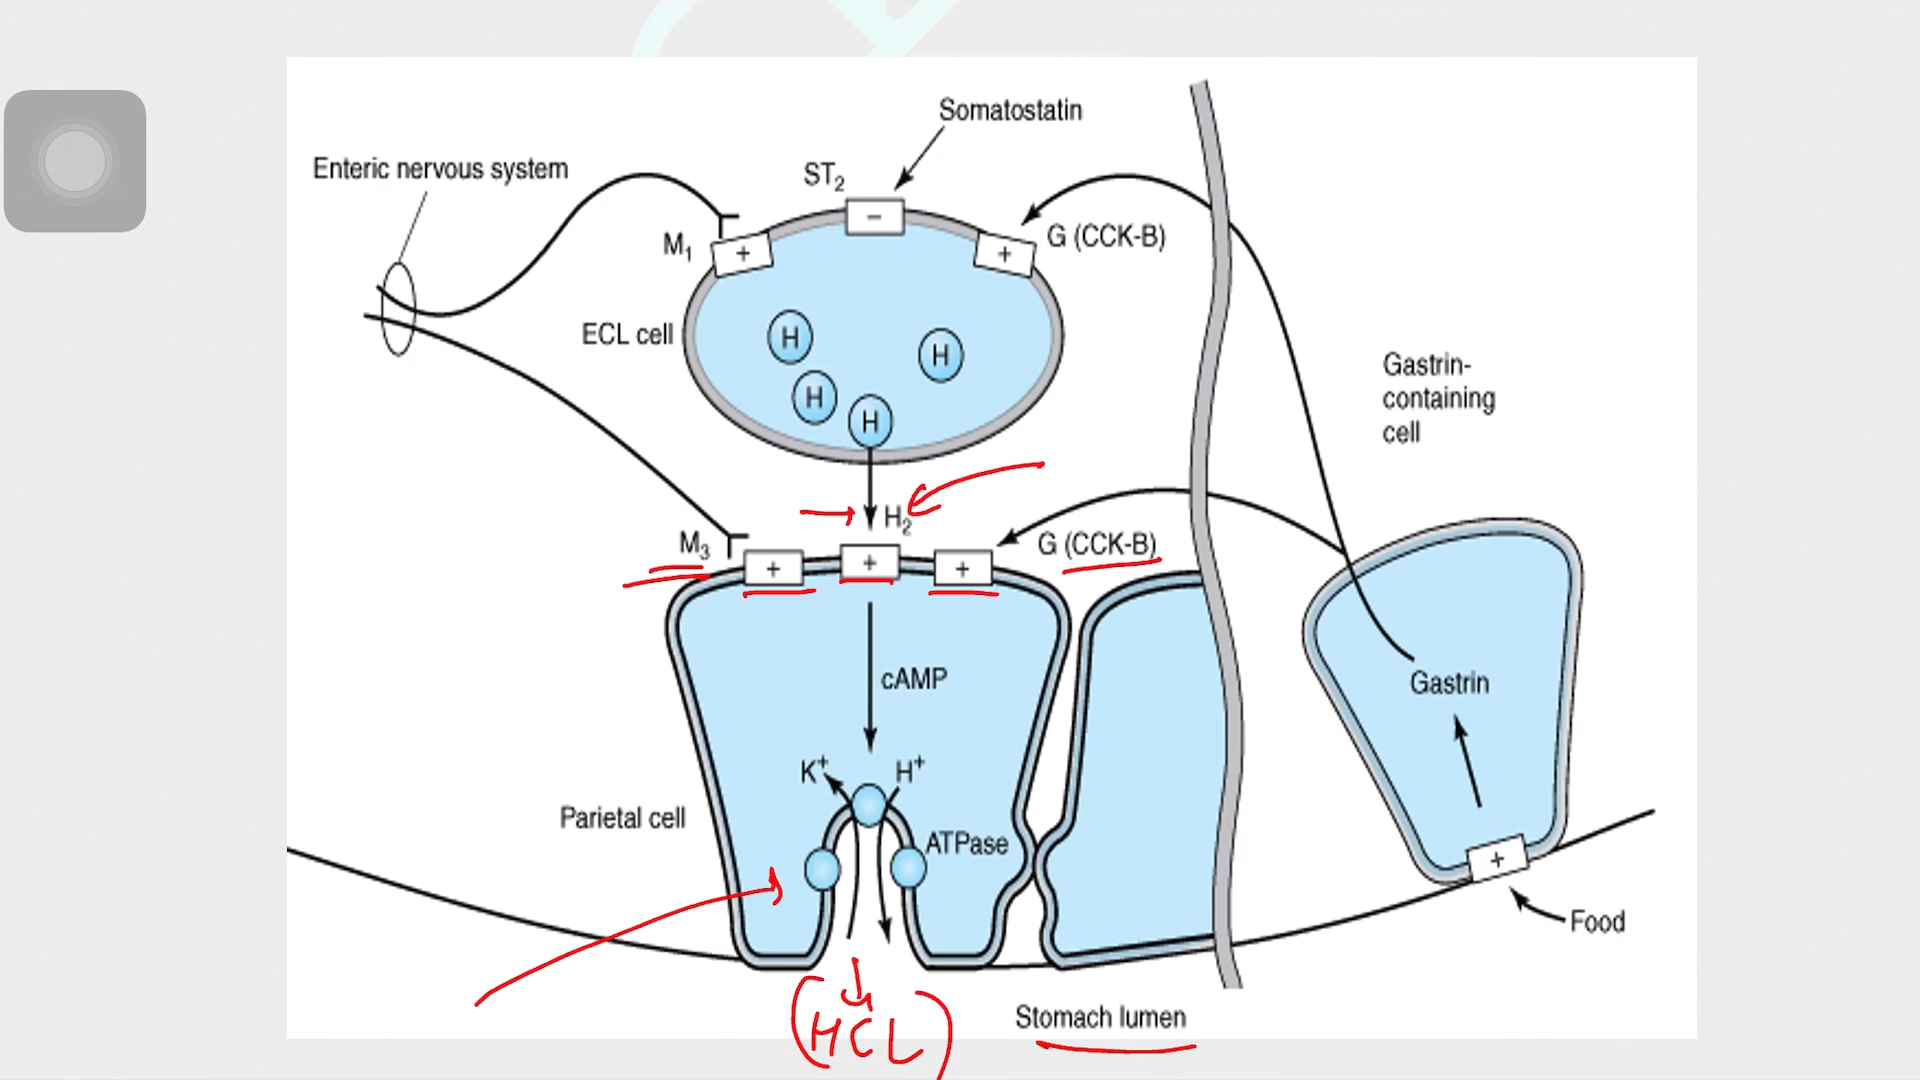 Somatostatin
Enteric nervous system
ST₂
−
M₁
+
+
G (CCK-B)
ECL cell
H
H
H
H
Gastrin-
containing
cell
H₂
M₃
G (CCK-B)
+
+
+
cAMP
Gastrin
K⁺
H⁺
Parietal cell
ATPase
+
Food
Stomach lumen
(HCL)